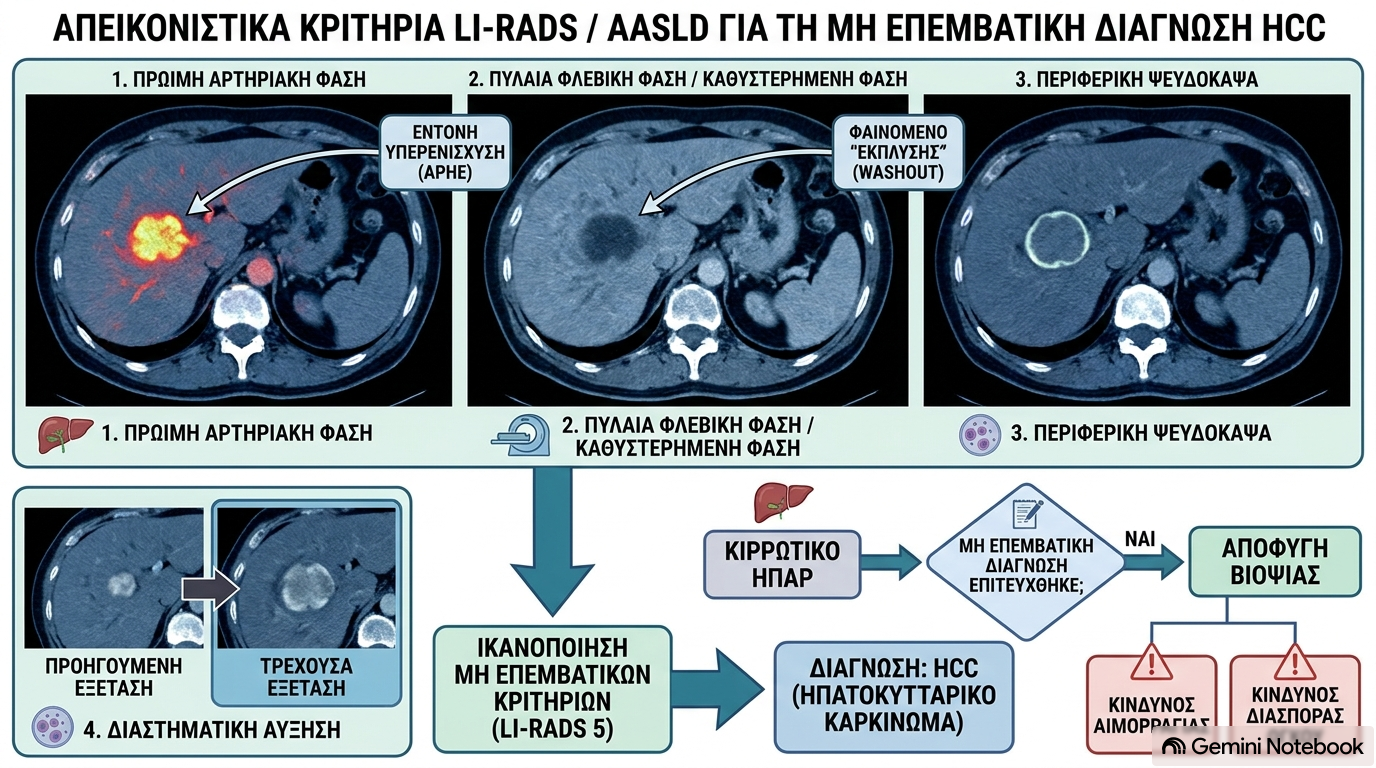 ΑΠΕΙΚΟΝΙΣΤΙΚΑ ΚΡΙΤΗΡΙΑ LI-RADS / AASLD ΓΙΑ ΤΗ ΜΗ ΕΠΕΜΒΑΤΙΚΗ ΔΙΑΓΝΩΣΗ HCC
1. ΠΡΩΙΜΗ ΑΡΤΗΡΙΑΚΗ ΦΑΣΗ
2. ΠΥΛΑΙΑ ΦΛΕΒΙΚΗ ΦΑΣΗ / ΚΑΘΥΣΤΕΡΗΜΕΝΗ ΦΑΣΗ
3. ΠΕΡΙΦΕΡΙΚΗ ΨΕΥΔΟΚΑΨΑ
ΕΝΤΟΝΗ
ΥΠΕΡΕΝΙΣΧΥΣΗ
(APHE)
ΦΑΙΝΟΜΕΝΟ
"ΕΚΠΛΥΣΗΣ"
(WASHOUT)
1. ΠΡΩΙΜΗ ΑΡΤΗΡΙΑΚΗ ΦΑΣΗ
2. ΠΥΛΑΙΑ ΦΛΕΒΙΚΗ ΦΑΣΗ /
ΚΑΘΥΣΤΕΡΗΜΕΝΗ ΦΑΣΗ
3. ΠΕΡΙΦΕΡΙΚΗ ΨΕΥΔΟΚΑΨΑ
ΠΡΟΗΓΟΥΜΕΝΗ
ΕΞΕΤΑΣΗ
ΤΡΕΧΟΥΣΑ
ΕΞΕΤΑΣΗ
4. ΔΙΑΣΤΗΜΑΤΙΚΗ ΑΥΞΗΣΗ
ΙΚΑΝΟΠΟΙΗΣΗ
ΜΗ ΕΠΕΜΒΑΤΙΚΩΝ
ΚΡΙΤΗΡΙΩΝ
(LI-RADS 5)
ΔΙΑΓΝΩΣΗ: HCC
(ΗΠΑΤΟΚΥΤΤΑΡΙΚΟ
ΚΑΡΚΙΝΩΜΑ)
ΚΙΡΡΩΤΙΚΟ
ΗΠΑΡ
ΜΗ ΕΠΕΜΒΑΤΙΚΗ
ΔΙΑΓΝΩΣΗ
ΕΠΙΤΕΥΧΘΗΚΕ;
ΝΑΙ
ΑΠΟΦΥΓΗ
ΒΙΟΨΙΑΣ
ΚΙΝΔΥΝΟΣ
ΑΙΜΟΡΡΑΓΙΑΣ
ΚΙΝΔΥΝΟΣ
ΔΙΑΣΠΟΡΑΣ
Gemini Notebook